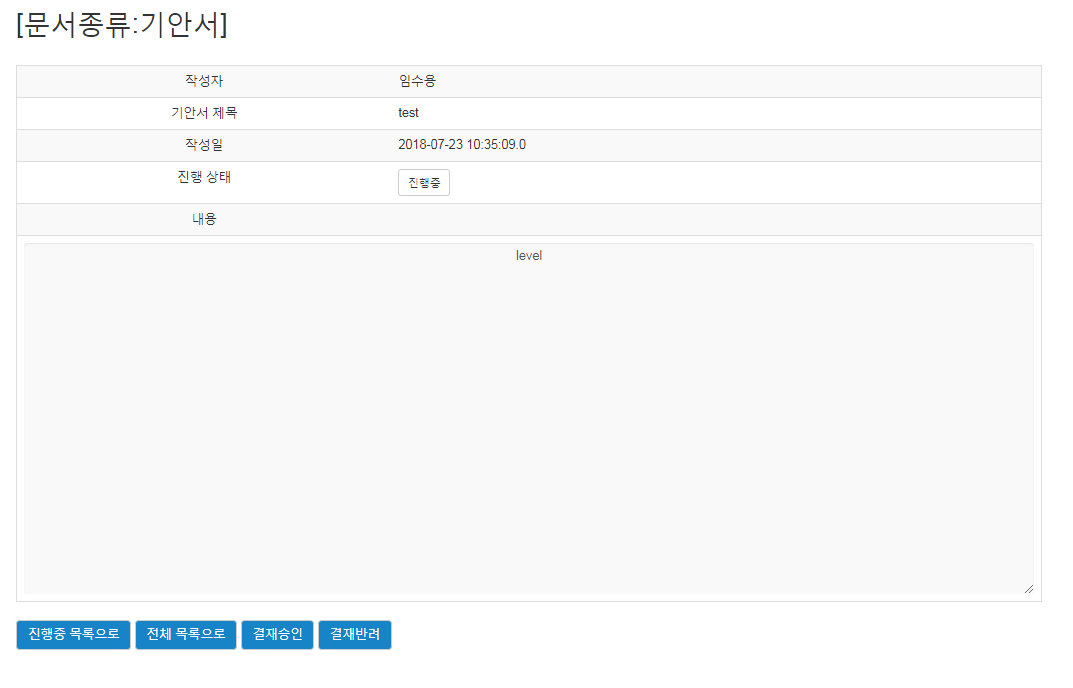 [문서종류:기안서]
작성자 임수용
기안서 제목 test
작성일 2018-07-23 10:35:09.0
진행 상태 진행중
내용
level
진행중 목록으로 전체 목록으로 결재승인 결재반려